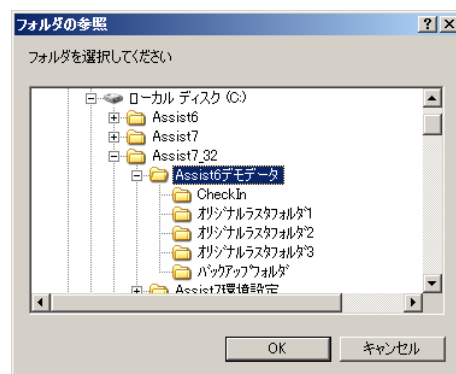 フォルダの参照
フォルダを選択してください
ローカル ディスク (C:)
Assist6
Assist7
Assist7_32
Assist6デモデータ
CheckIn
オリジナルラスタフォルダ1
オリジナルラスタフォルダ2
オリジナルラスタフォルダ3
バックアップフォルダ
Assist7環境設定
OK
キャンセル